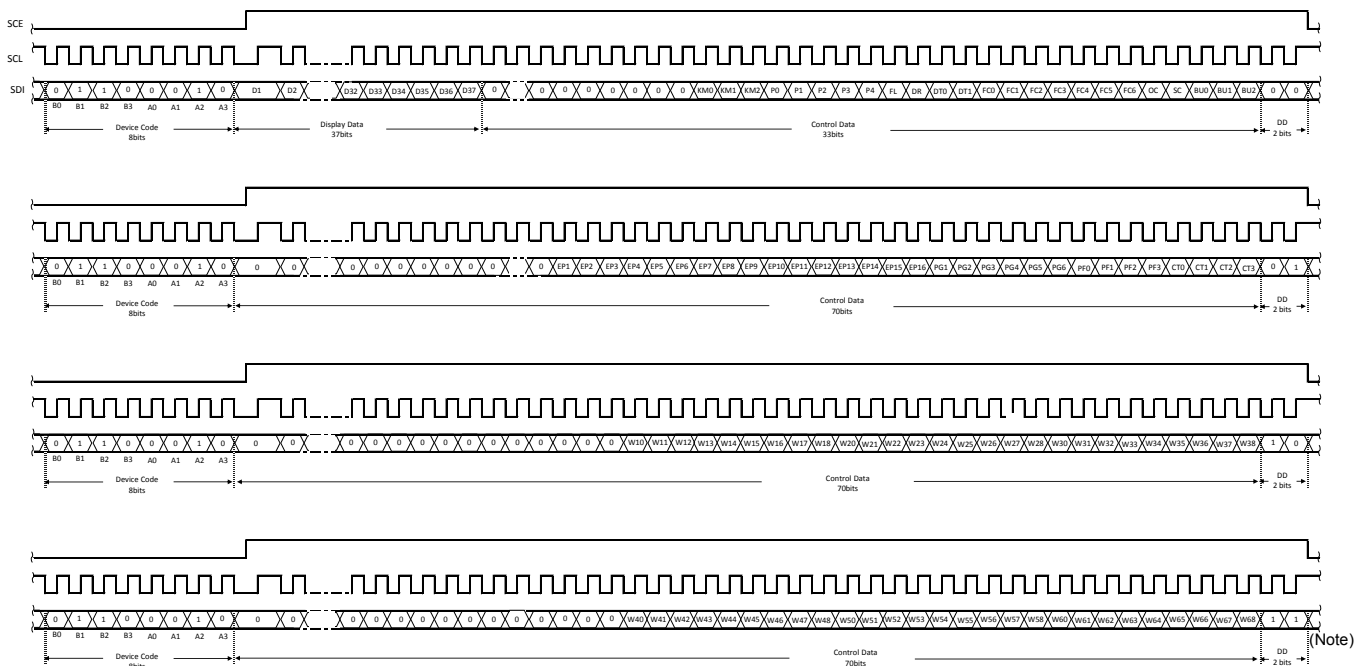 SCE
SCL
SDI
0 1 1 0 0 0 1 0 D1 D2 D32 D33 D34 D35 D36 D37 0 0 0 0 0 0 0 0 KM0 KM1 KM2 P0 P1 P2 P3 P4 FL DR DT0 DT1 FC0 FC1 FC2 FC3 FC4 FC5 FC6 OC SC BU0 BU1 BU2 0 0
B0 B1 B2 B3 A0 A1 A2 A3
Device Code
8bits
Display Data
37bits
Control Data
33bits
DD
2 bits
0 1 1 0 0 0 1 0 0 0 0 0 0 0 0 0 0 0 0 EP1 EP2 EP3 EP4 EP5 EP6 EP7 EP8 EP9 EP10 EP11 EP12 EP13 EP14 EP15 EP16 PG1 PG2 PG3 PG4 PG5 PG6 PF0 PF1 PF2 PF3 CT0 CT1 CT2 CT3 0 1
B0 B1 B2 B3 A0 A1 A2 A3
Device Code
8bits
Control Data
70bits
DD
2 bits
0 1 1 0 0 0 1 0 0 0 0 0 0 0 0 0 0 0 0 0 0 0 W10 W11 W12 W13 W14 W15 W16 W17 W18 W20 W21 W22 W23 W24 W25 W26 W27 W28 W30 W31 W32 W33 W34 W35 W36 W37 W38 1 0
B0 B1 B2 B3 A0 A1 A2 A3
Device Code
8bits
Control Data
70bits
DD
2 bits
0 1 1 0 0 0 1 0 0 0 0 0 0 0 0 0 0 0 0 0 0 0 W40 W41 W42 W43 W44 W45 W46 W47 W48 W50 W51 W52 W53 W54 W55 W56 W57 W58 W60 W61 W62 W63 W64 W65 W66 W67 W68 1 1
(Note)
B0 B1 B2 B3 A0 A1 A2 A3
Device Code
8bits
Control Data
70bits
DD
2 bits